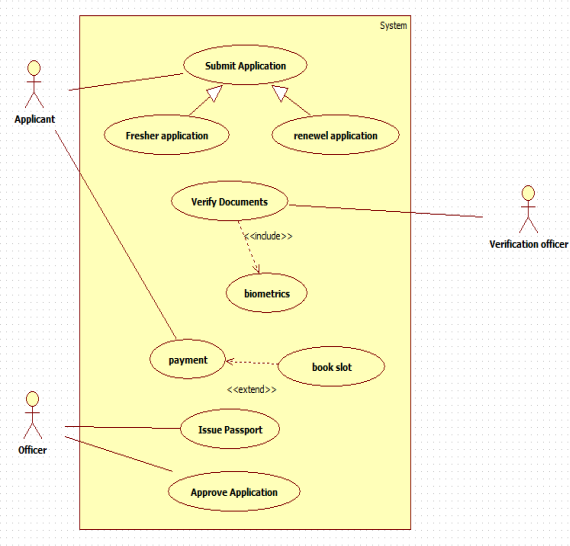 System
Submit Application
Applicant
Fresher application
renewel application
Verify Documents
Verification officer
<<include>>
biometrics
payment
book slot
<<extend>>
Issue Passport
Officer
Approve Application